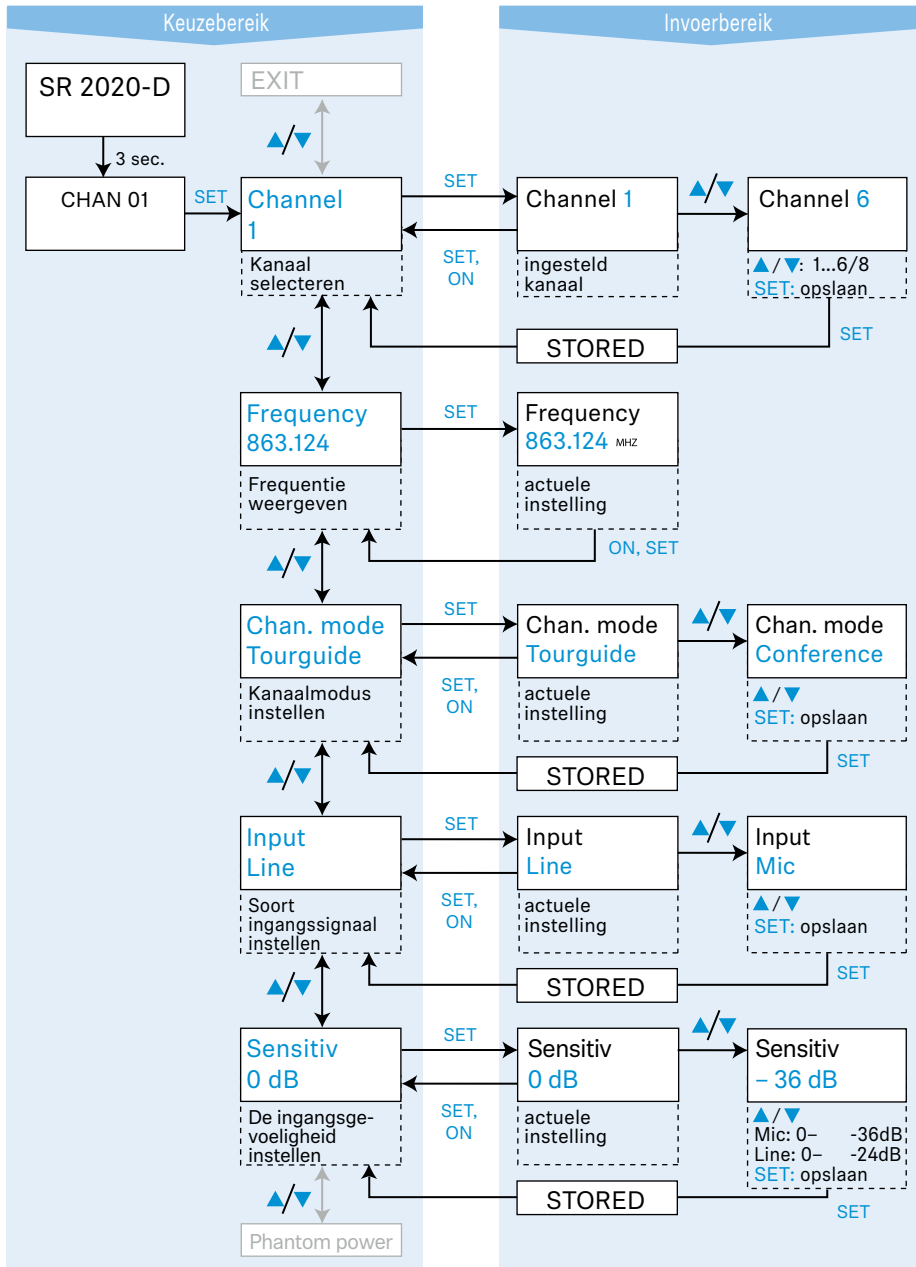 Keuzebereik
Invoerbereik
SR 2020-D
EXIT
▲/▼
3 sec.
CHAN 01
SET
Channel
1
SET
Channel 1
▲/▼
Channel 6
Kanaal
selecteren
SET,
ON
ingesteld
kanaal
▲/▼: 1...6/8
SET: opslaan
▲/▼
STORED
SET
Frequency
863.124
SET
Frequency
863.124 MHZ
Frequentie
weergeven
actuele
instelling
▲/▼
ON, SET
Chan. mode
Tourguide
SET
Chan. mode
Tourguide
▲/▼
Chan. mode
Conference
Kanaalmodus
instellen
SET,
ON
actuele
instelling
▲/▼
SET: opslaan
▲/▼
STORED
SET
Input
Line
SET
Input
Line
▲/▼
Input
Mic
Soort
ingangssignaal
instellen
SET,
ON
actuele
instelling
▲/▼
SET: opslaan
▲/▼
STORED
SET
Sensitiv
0 dB
SET
Sensitiv
0 dB
▲/▼
Sensitiv
– 36 dB
De ingangsge-
voeligheid
instellen
SET,
ON
actuele
instelling
▲/▼
Mic: 0– -36dB
Line: 0– -24dB
SET: opslaan
▲/▼
STORED
SET
Phantom power